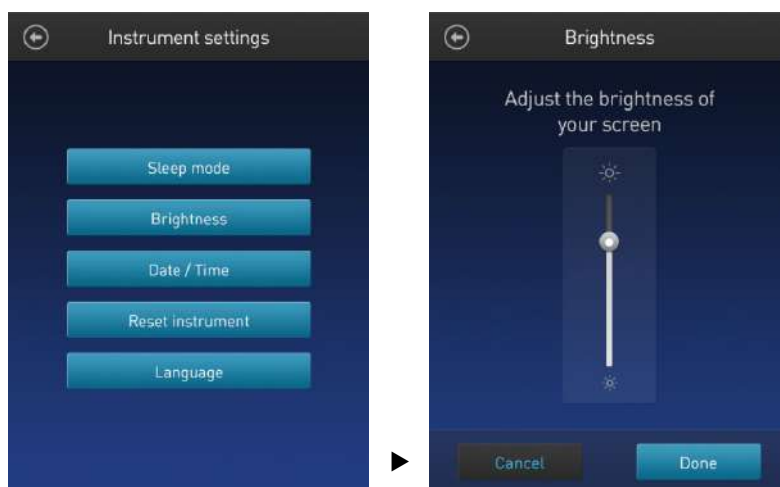 Instrument settings
Sleep mode
Brightness
Date / Time
Reset instrument
Language
Brightness
Adjust the brightness of
your screen
Cancel
Done